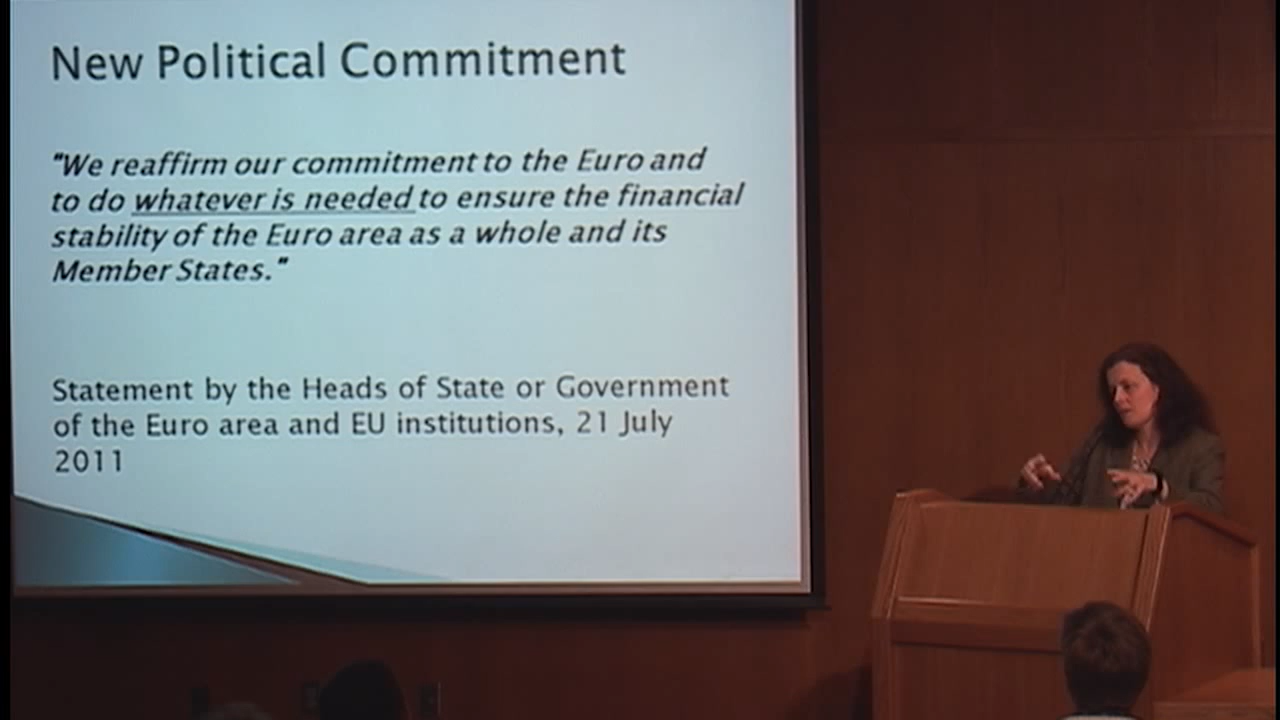 New Political Commitment
"We reaffirm our commitment to the Euro and
to do whatever is needed to ensure the financial
stability of the Euro area as a whole and its
Member States."
Statement by the Heads of State or Government
of the Euro area and EU institutions, 21 July
2011